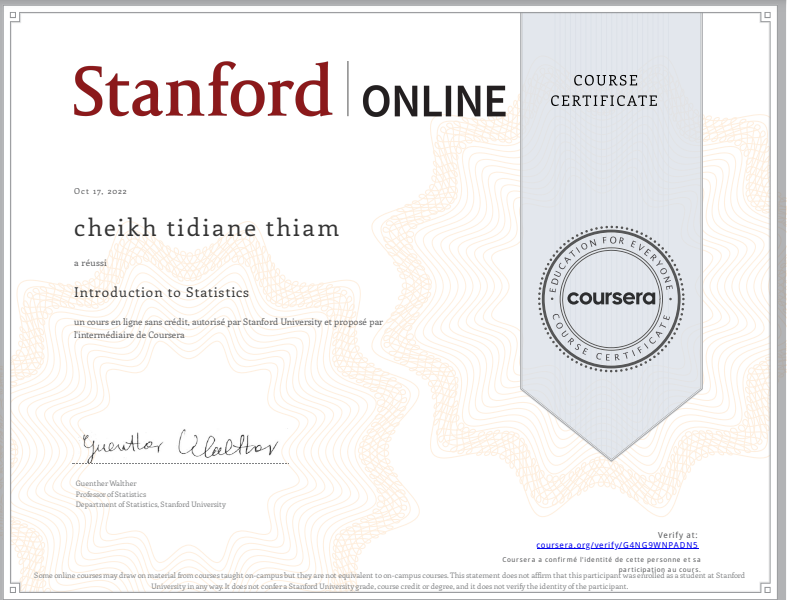 Stanford | ONLINE
COURSE
CERTIFICATE
Oct 17, 2022
cheikh tidiane thiam
a réussi
Introduction to Statistics
un cours en ligne sans crédit, autorisé par Stanford University et proposé par
l'intermédiaire de Coursera
EDUCATION FOR EVERYONE
coursera
COURSE CERTIFICATE
Guenther Walther
Guenther Walther
Professor of Statistics
Department of Statistics, Stanford University
Verify at:
coursera.org/verify/G4NG9WNPADN5
Coursera a confirmé l'identité de cette personne et sa
participation au cours.
Some online courses may draw on material from courses taught on-campus but they are not equivalent to on-campus courses. This statement does not affirm that this participant was enrolled as a student at Stanford
University in any way. It does not confer a Stanford University grade, course credit or degree, and it does not verify the identity of the participant.